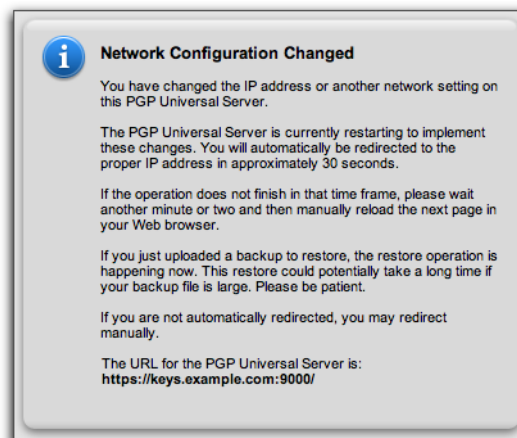 Network Configuration Changed
You have changed the IP address or another network setting on
this PGP Universal Server.
The PGP Universal Server is currently restarting to implement
these changes. You will automatically be redirected to the
proper IP address in approximately 30 seconds.
If the operation does not finish in that time frame, please wait
another minute or two and then manually reload the next page in
your Web browser.
If you just uploaded a backup to restore, the restore operation is
happening now. This restore could potentially take a long time if
your backup file is large. Please be patient.
If you are not automatically redirected, you may redirect
manually.
The URL for the PGP Universal Server is:
https://keys.example.com:9000/